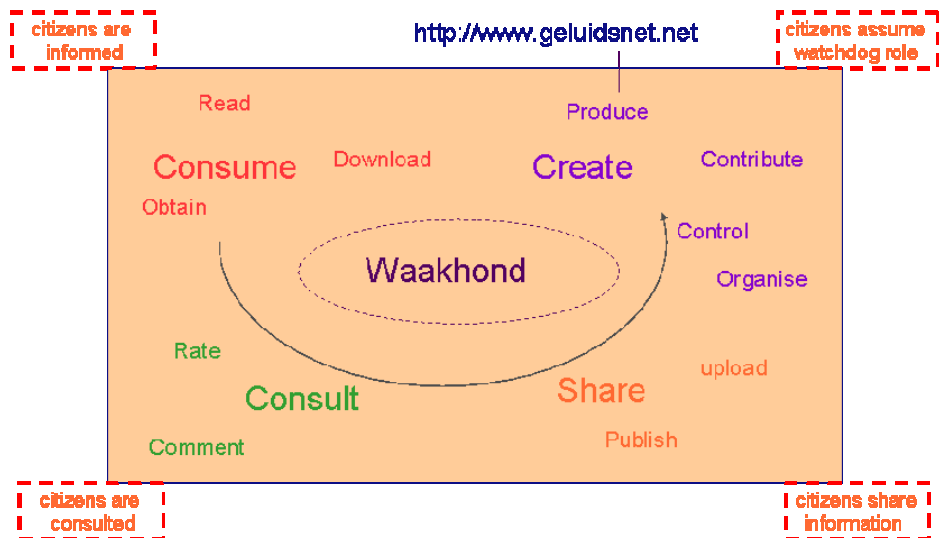 citizens are
informed
http://www.geluidsnet.net
citizens assume
watchdog role
Read
Produce
Consume
Download
Create
Contribute
Obtain
Control
Waakhond
Organise
Rate
Consult
Share
upload
Comment
Publish
citizens are
consulted
citizens share
information